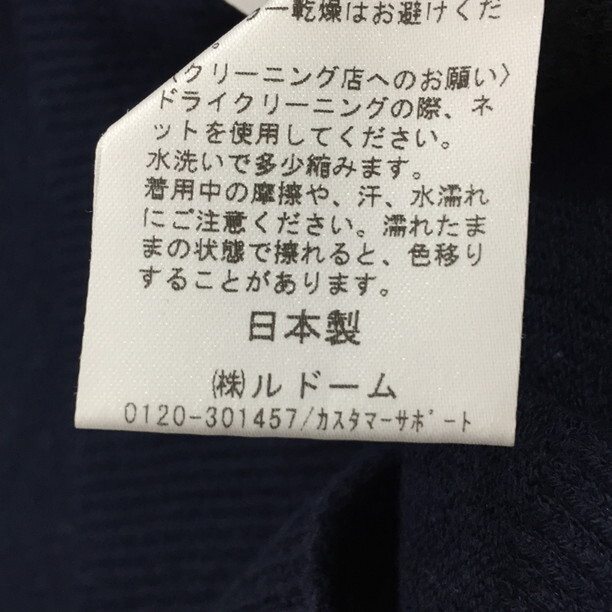 ー乾燥はお避けくだ
。
〈クリーニング店へのお願い〉
ドライクリーニングの際、ネ
ットを使用してください。
水洗いで多少縮みます。
着用中の摩擦や、汗、水濡れ
にご注意ください。濡れたま
まの状態で擦れると、色移り
することがあります。
日本製
㈱ルドーム
0120-301457/カスタマーサポート